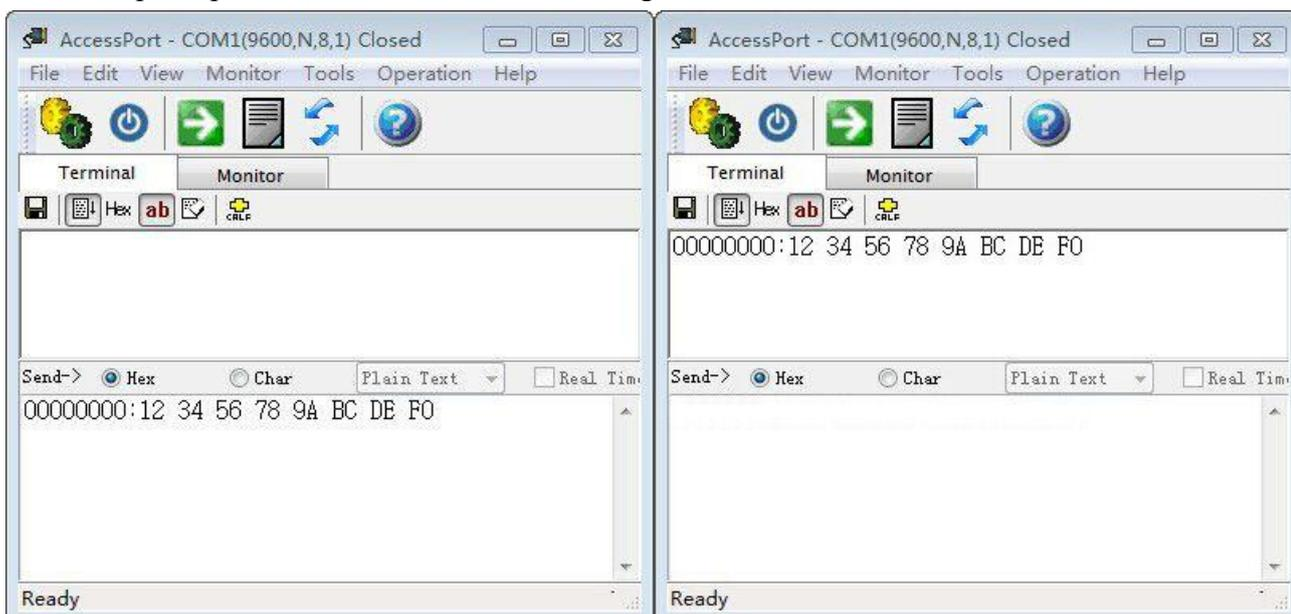 AccessPort - COM1(9600,N,8,1) Closed
File Edit View Monitor Tools Operation Help
Terminal Monitor
Hex ab CRLF
Send-> Hex Char Plain Text Real Tim
00000000:12 34 56 78 9A BC DE F0
Ready
AccessPort - COM1(9600,N,8,1) Closed
File Edit View Monitor Tools Operation Help
Terminal Monitor
Hex ab CRLF
00000000:12 34 56 78 9A BC DE F0
Send-> Hex Char Plain Text Real Tim
Ready